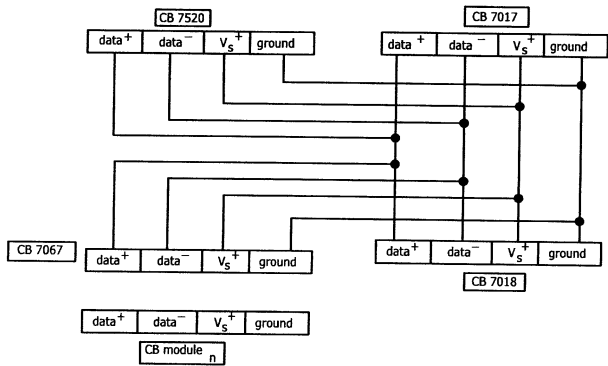 CB 7520
CB 7017
data+ data− Vs+ ground
data+ data− Vs+ ground
CB 7067
data+ data− Vs+ ground
data+ data− Vs+ ground
CB 7018
data+ data− Vs+ ground
CB module n